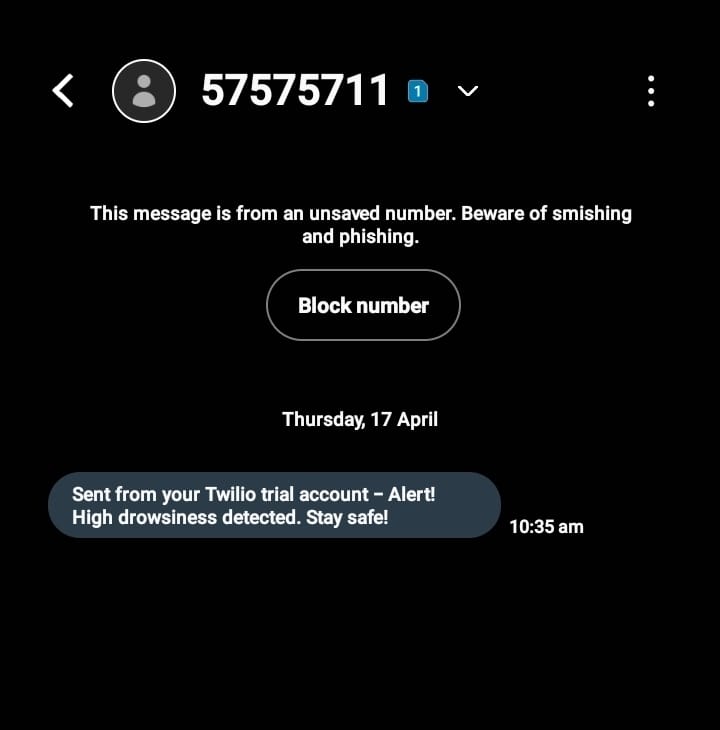 57575711 1
This message is from an unsaved number. Beware of smishing
and phishing.
Block number
Thursday, 17 April
Sent from your Twilio trial account – Alert!
High drowsiness detected. Stay safe!
10:35 am